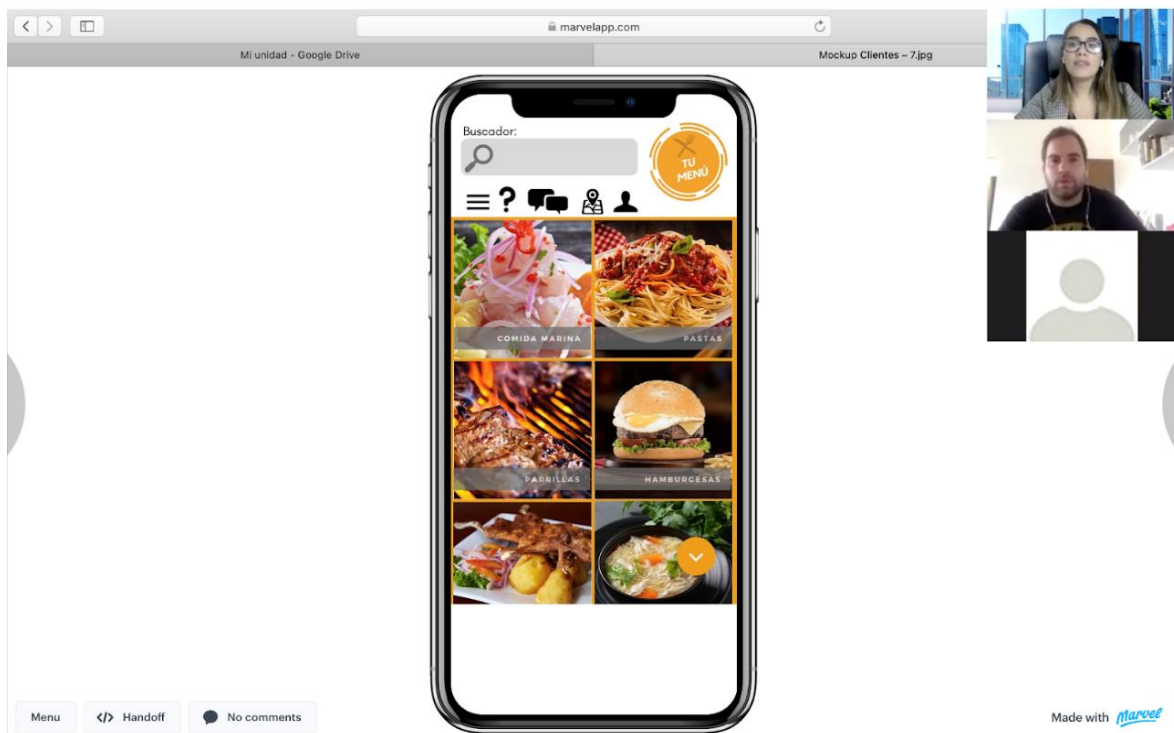 marvelapp.com
Mi unidad - Google Drive
Mockup Clientes – 7.jpg
Buscador:
TU
MENÚ
COMIDA MARINA
PASTAS
PARRILLAS
HAMBURGESAS
Menu
</> Handoff
No comments
Made with Marvel